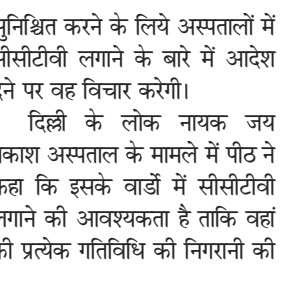 सुनिश्चित करने के लिये अस्पतालों में
सीसीटीवी लगाने के बारे में आदेश
देने पर वह विचार करेगी।
दिल्ली के लोक नायक जय
प्रकाश अस्पताल के मामले में पीठ ने
कहा कि इसके वार्डो में सीसीटीवी
लगाने की आवश्यकता है ताकि वहां
की प्रत्येक गतिविधि की निगरानी की